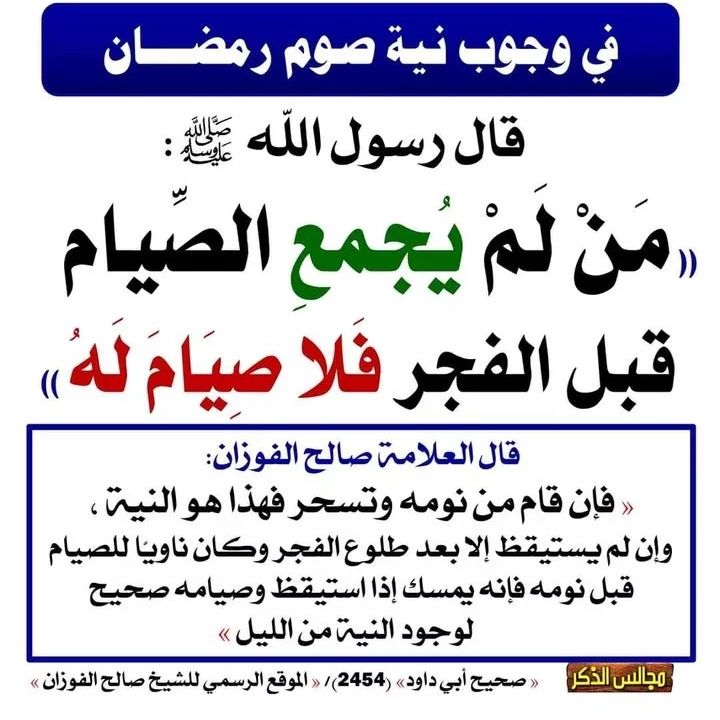 في وجوب نية صوم رمضـــان
قال رسول الله ﷺ :
(( مَنْ لَمْ يُجمعِ الصِّيام
قبل الفجر فَلا صِيَامَ لَهُ ))
قال العلامة صالح الفوزان:
« فإن قام من نومه وتسحر فهذا هو النية ،
وإن لم يستيقظ إلا بعد طلوع الفجر وكان ناويًا للصيام
قبل نومه فإنه يمسك إذا استيقظ وصيامه صحيح
لوجود النية من الليل »
مجالس الذكر
« صحيح أبي داود» (2454)/ « الموقع الرسمي للشيخ صالح الفوزان »